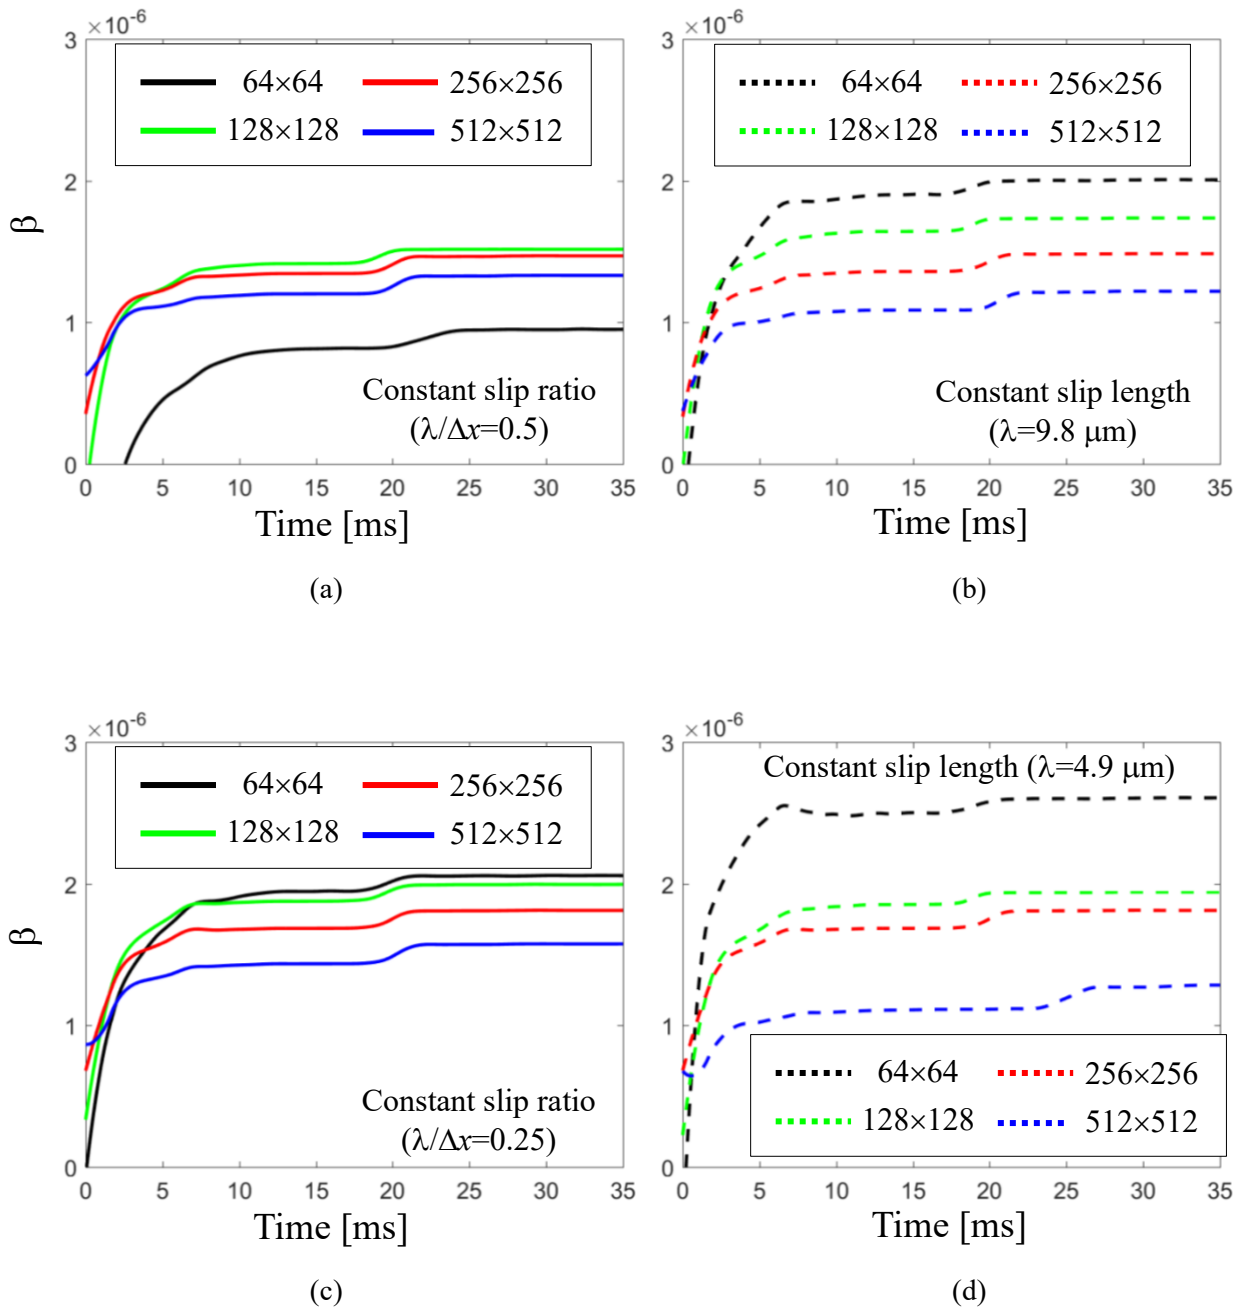 ×10⁻⁶
3
2
1
0
β
64×64 256×256
128×128 512×512
Constant slip ratio
(λ/Δx=0.5)
0 5 10 15 20 25 30 35
Time [ms]
(a)
×10⁻⁶
3
2
1
0
64×64 256×256
128×128 512×512
Constant slip length
(λ=9.8 μm)
0 5 10 15 20 25 30 35
Time [ms]
(b)
×10⁻⁶
3
2
1
0
β
64×64 256×256
128×128 512×512
Constant slip ratio
(λ/Δx=0.25)
0 5 10 15 20 25 30 35
Time [ms]
(c)
×10⁻⁶
3
2
1
0
Constant slip length (λ=4.9 μm)
64×64 256×256
128×128 512×512
0 5 10 15 20 25 30 35
Time [ms]
(d)